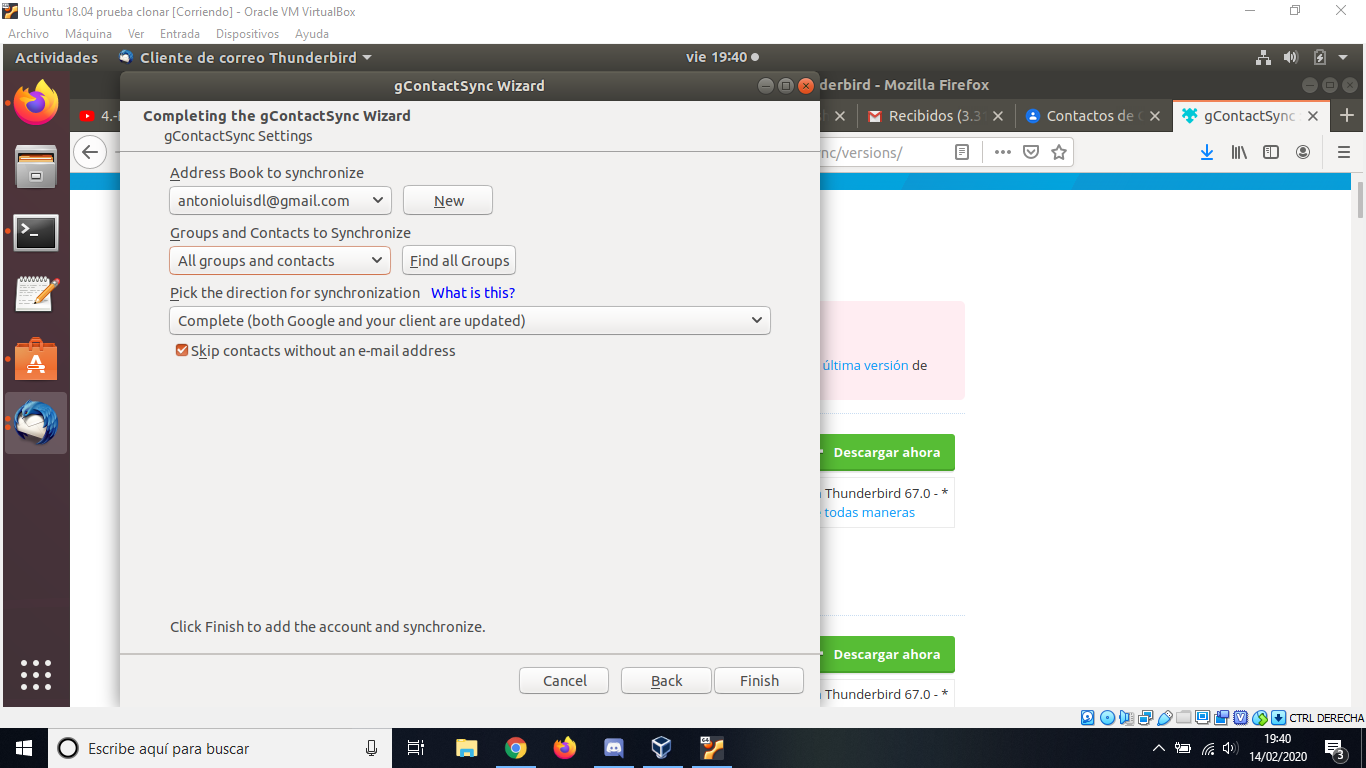 Ubuntu 18.04 prueba clonar [Corriendo] - Oracle VM VirtualBox
Archivo Máquina Ver Entrada Dispositivos Ayuda
Actividades Cliente de correo Thunderbird vie 19:40
gContactSync Wizard
derbird - Mozilla Firefox
4.- Recibidos (3.3 Contactos de gContactSync
Completing the gContactSync Wizard
gContactSync Settings
nc/versions/
Address Book to synchronize
antonioluisdl@gmail.com New
Groups and Contacts to Synchronize
All groups and contacts Find all Groups
Pick the direction for synchronization What is this?
Complete (both Google and your client are updated)
Skip contacts without an e-mail address
última versión de
Descargar ahora
Thunderbird 67.0 - *
todas maneras
Click Finish to add the account and synchronize.
Descargar ahora
Thunderbird 67.0 - *
Cancel Back Finish
CTRL DERECHA
Escribe aquí para buscar
19:40
14/02/2020
3